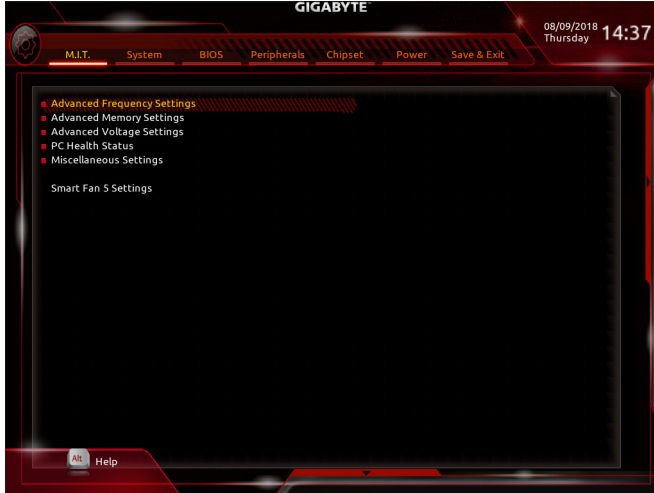 GIGABYTE™
08/09/2018
Thursday
14:37
M.I.T. System BIOS Peripherals Chipset Power Save & Exit
Advanced Frequency Settings
Advanced Memory Settings
Advanced Voltage Settings
PC Health Status
Miscellaneous Settings
Smart Fan 5 Settings
Alt Help